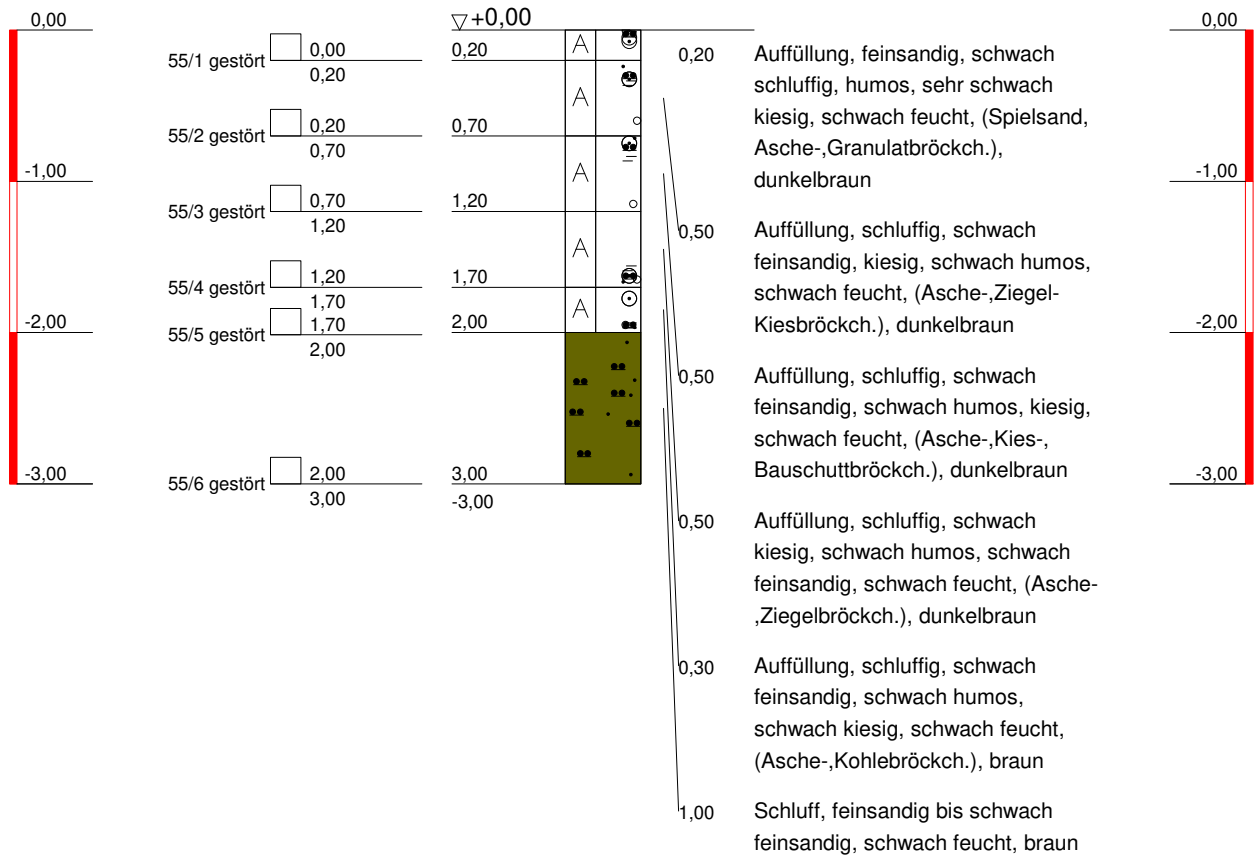 0,00
-1,00
-2,00
-3,00
55/1 gestört
0,00
0,20
55/2 gestört
0,20
0,70
55/3 gestört
0,70
1,20
55/4 gestört
1,20
1,70
55/5 gestört
1,70
2,00
55/6 gestört
2,00
3,00
+0,00
0,20
0,70
1,20
1,70
2,00
3,00
-3,00
A
A
A
A
A
0,20
Auffüllung, feinsandig, schwach
schluffig, humos, sehr schwach
kiesig, schwach feucht, (Spielsand,
Asche-,Granulatbröckch.),
dunkelbraun
0,50
Auffüllung, schluffig, schwach
feinsandig, kiesig, schwach humos,
schwach feucht, (Asche-,Ziegel-
Kiesbröckch.), dunkelbraun
0,50
Auffüllung, schluffig, schwach
feinsandig, schwach humos, kiesig,
schwach feucht, (Asche-,Kies-,
Bauschuttbröckch.), dunkelbraun
0,50
Auffüllung, schluffig, schwach
kiesig, schwach humos, schwach
feinsandig, schwach feucht, (Asche-
,Ziegelbröckch.), dunkelbraun
0,30
Auffüllung, schluffig, schwach
feinsandig, schwach humos,
schwach kiesig, schwach feucht,
(Asche-,Kohlebröckch.), braun
1,00
Schluff, feinsandig bis schwach
feinsandig, schwach feucht, braun
0,00
-1,00
-2,00
-3,00